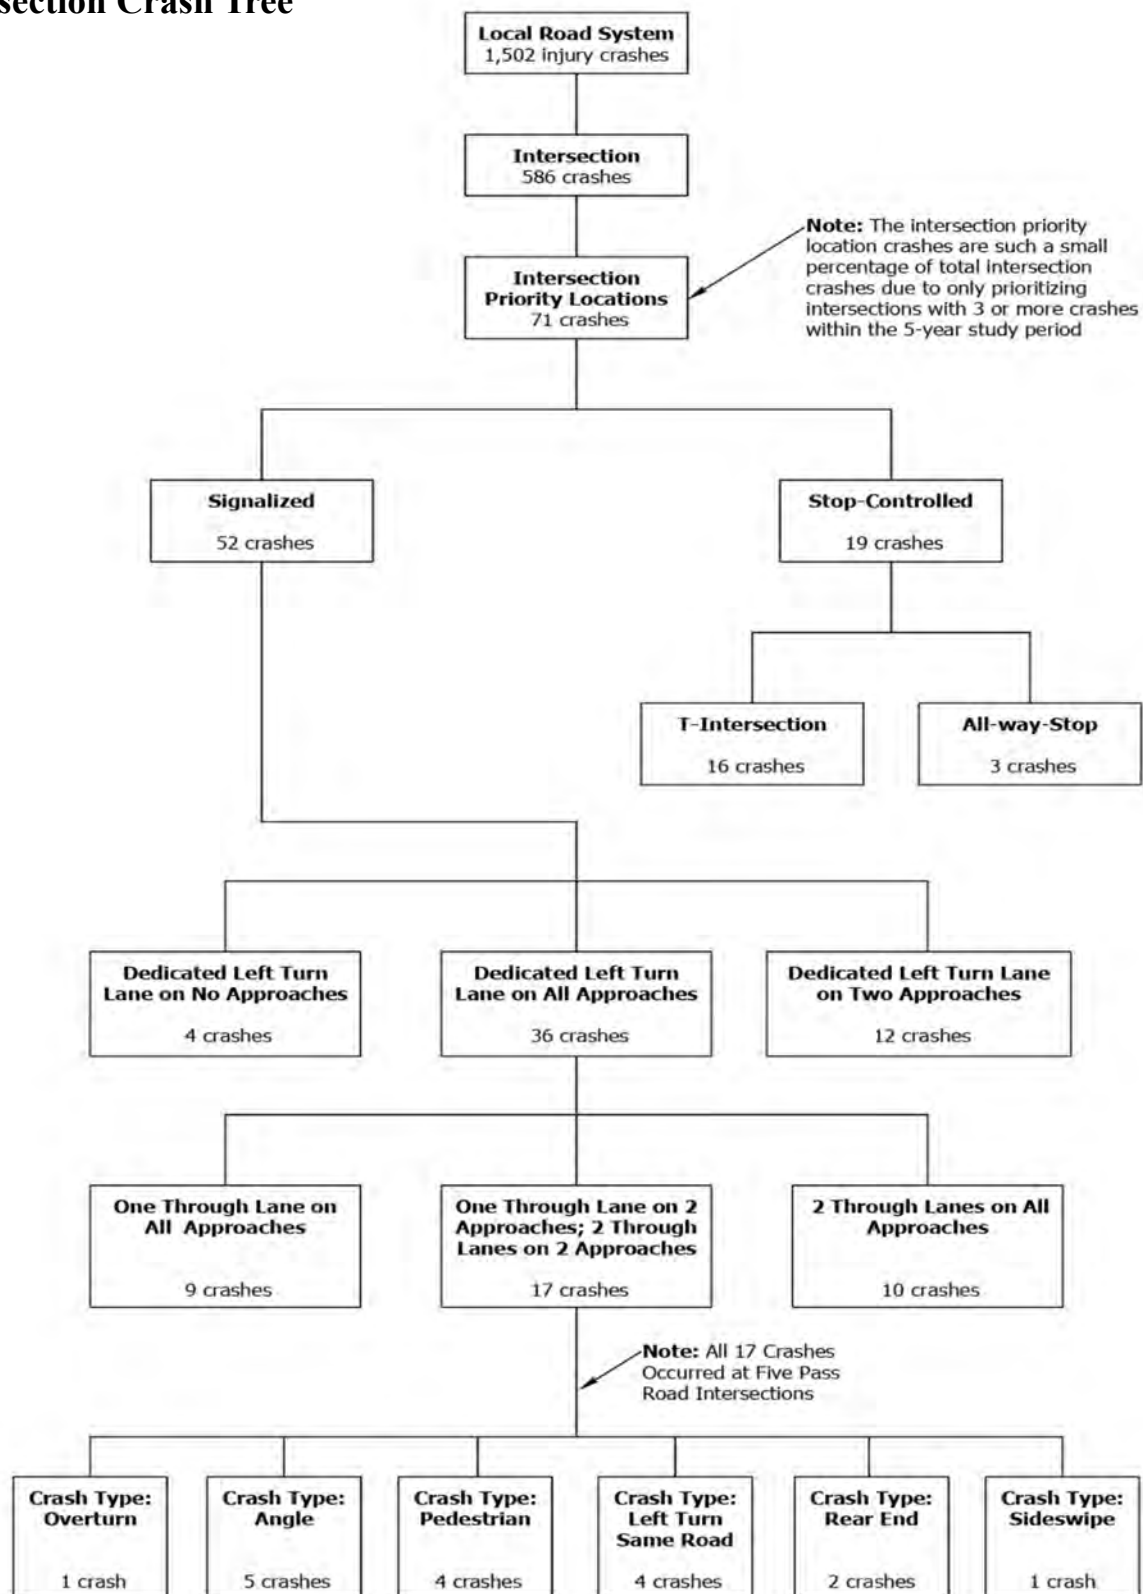 section Crash Tree
Local Road System
1,502 injury crashes
Intersection
586 crashes
Note: The intersection priority
location crashes are such a small
percentage of total intersection
crashes due to only prioritizing
intersections with 3 or more crashes
within the 5-year study period
Intersection
Priority Locations
71 crashes
Signalized
52 crashes
Stop-Controlled
19 crashes
T-Intersection
16 crashes
All-way-Stop
3 crashes
Dedicated Left Turn
Lane on No Approaches
4 crashes
Dedicated Left Turn
Lane on All Approaches
36 crashes
Dedicated Left Turn Lane
on Two Approaches
12 crashes
One Through Lane on
All Approaches
9 crashes
One Through Lane on 2
Approaches; 2 Through
Lanes on 2 Approaches
17 crashes
2 Through Lanes on All
Approaches
10 crashes
Note: All 17 Crashes
Occurred at Five Pass
Road Intersections
Crash Type:
Overturn
1 crash
Crash Type:
Angle
5 crashes
Crash Type:
Pedestrian
4 crashes
Crash Type:
Left Turn
Same Road
4 crashes
Crash Type:
Rear End
2 crashes
Crash Type:
Sideswipe
1 crash